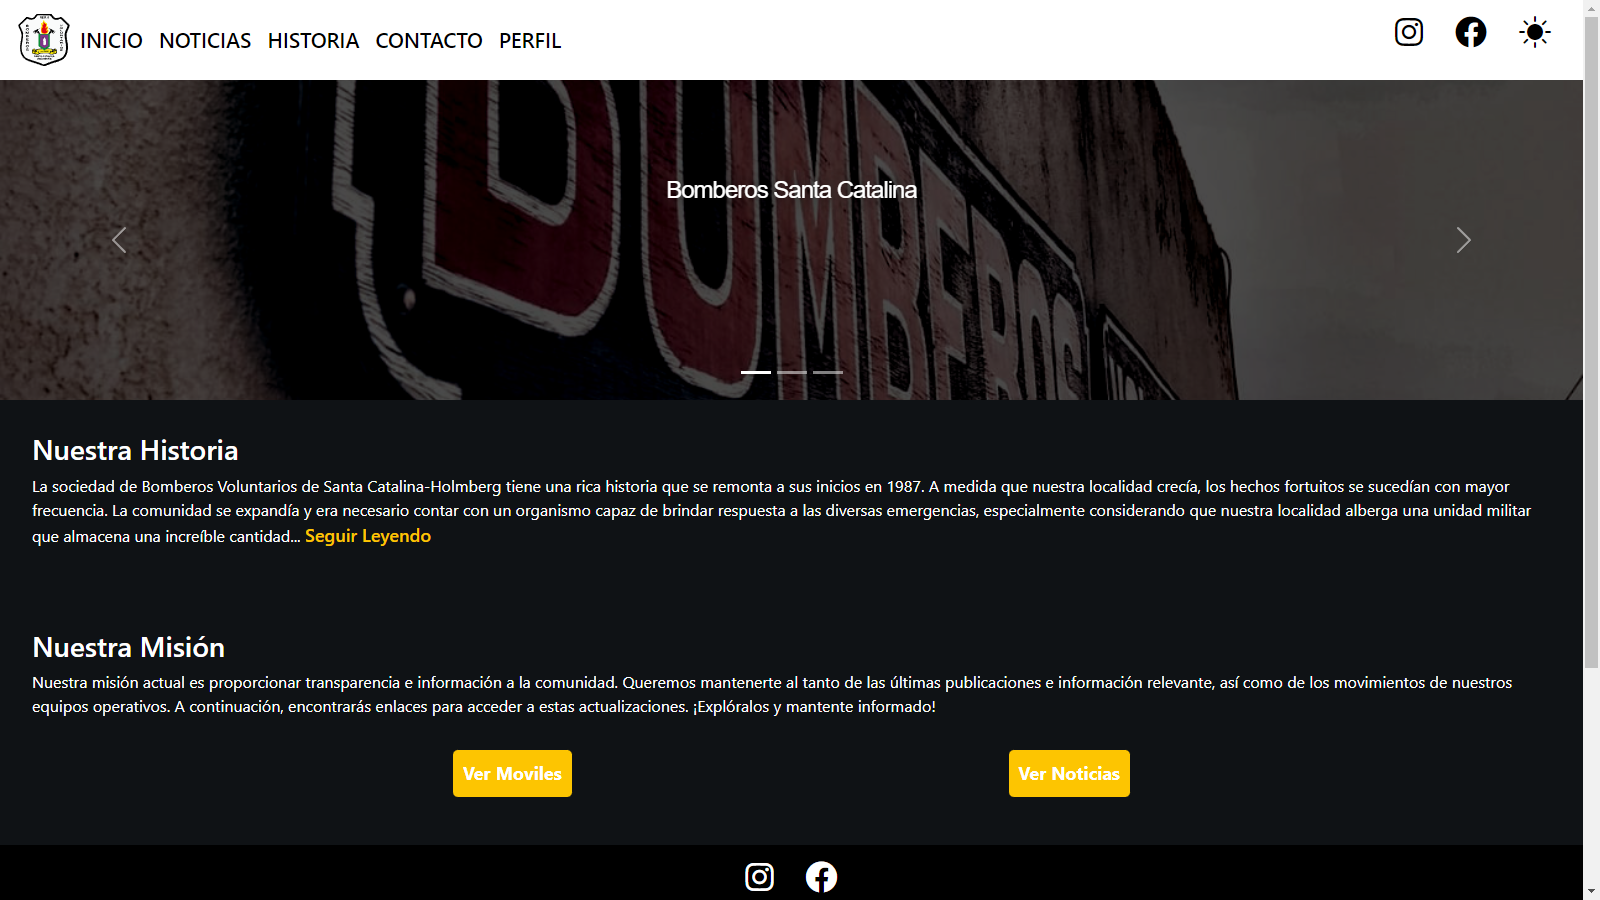 INICIO NOTICIAS HISTORIA CONTACTO PERFIL
BOMBEROS
Bomberos Santa Catalina
Nuestra Historia
La sociedad de Bomberos Voluntarios de Santa Catalina-Holmberg tiene una rica historia que se remonta a sus inicios en 1987. A medida que nuestra localidad crecía, los hechos fortuitos se sucedían con mayor
frecuencia. La comunidad se expandía y era necesario contar con un organismo capaz de brindar respuesta a las diversas emergencias, especialmente considerando que nuestra localidad alberga una unidad militar
que almacena una increíble cantidad... Seguir Leyendo
Nuestra Misión
Nuestra misión actual es proporcionar transparencia e información a la comunidad. Queremos mantenerte al tanto de las últimas publicaciones e información relevante, así como de los movimientos de nuestros
equipos operativos. A continuación, encontrarás enlaces para acceder a estas actualizaciones. ¡Explóralos y mantente informado!
Ver Moviles
Ver Noticias